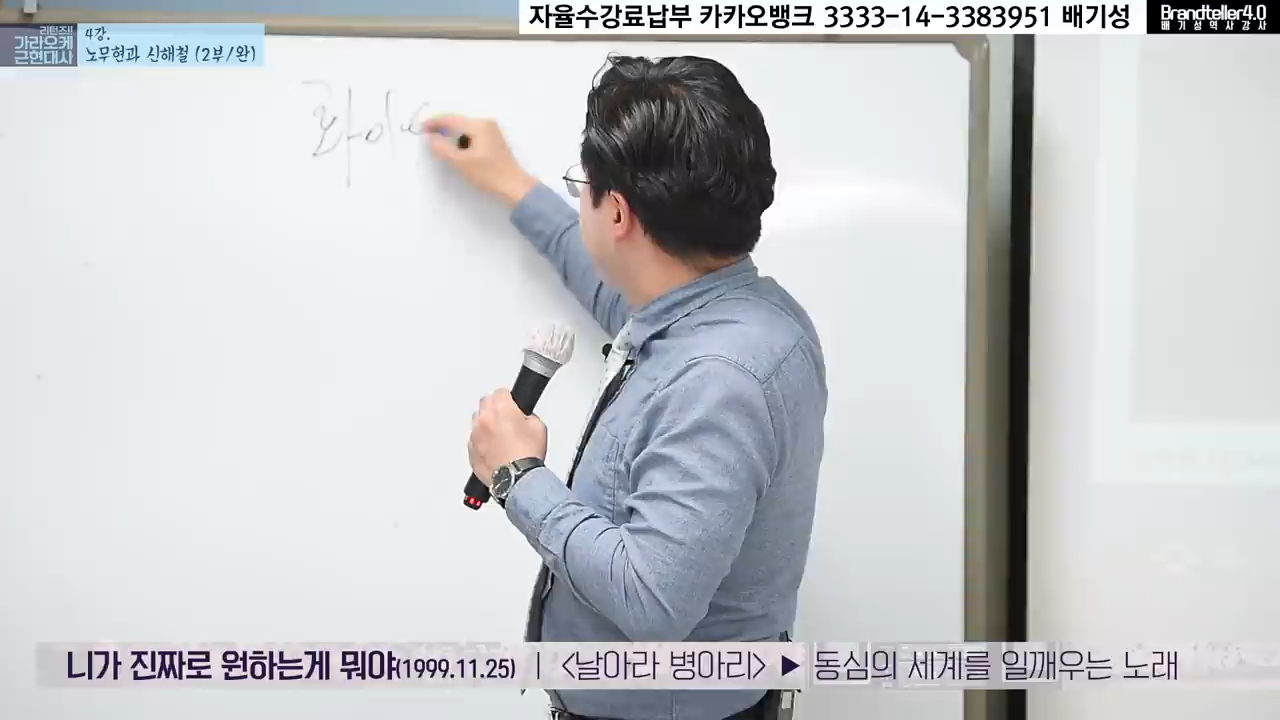 자율수강료납부 카카오뱅크 3333-14-3383951 배기성
Brandteller4.0
배기성역사강사
리턴즈!!
가라오케
근현대사
4강.
노무현과 신해철 (2부/완)
니가 진짜로 원하는게 뭐야(1999.11.25) | <날아라 병아리> ▶ 동심의 세계를 일깨우는 노래